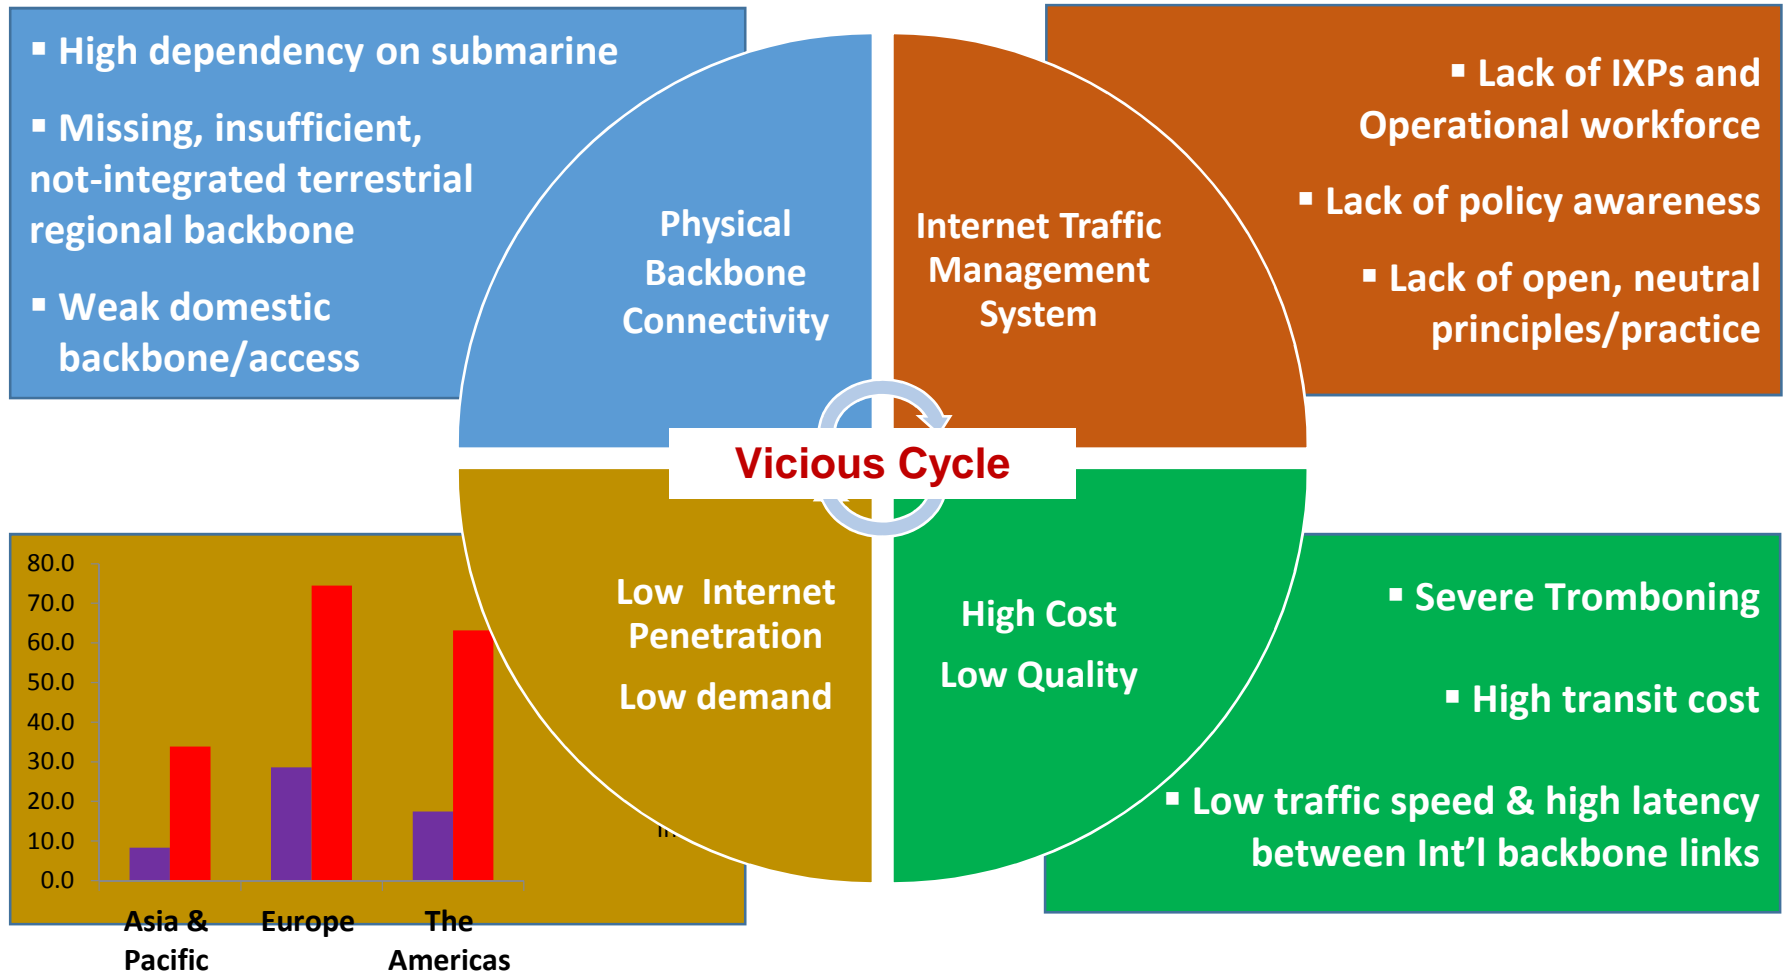 ▪ High dependency on submarine
▪ Missing, insufficient,
not-integrated terrestrial
regional backbone
▪ Weak domestic
backbone/access
Physical
Backbone
Connectivity
Internet Traffic
Management
System
▪ Lack of IXPs and
Operational workforce
▪ Lack of policy awareness
▪ Lack of open, neutral
principles/practice
Vicious Cycle
80.0
70.0
60.0
50.0
40.0
30.0
20.0
10.0
0.0
Asia &
Pacific
Europe
The
Americas
Low Internet
Penetration
Low demand
High Cost
Low Quality
▪ Severe Tromboning
▪ High transit cost
▪ Low traffic speed & high latency
between Int’l backbone links